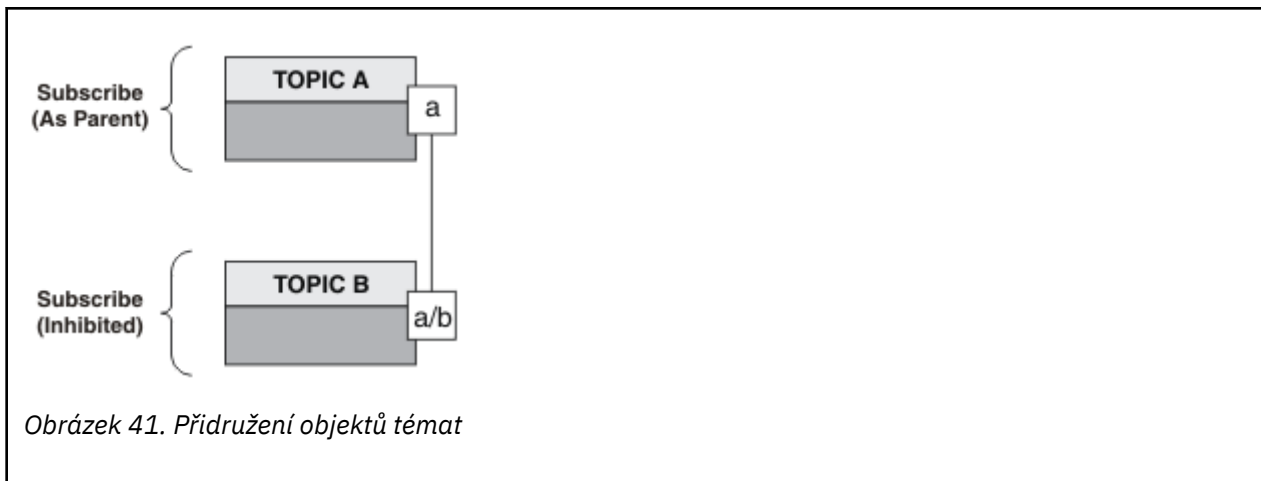 TOPIC A
a
Subscribe
(As Parent)
TOPIC B
a/b
Subscribe
(Inhibited)
Obrázek 41. Přidružení objektů témat